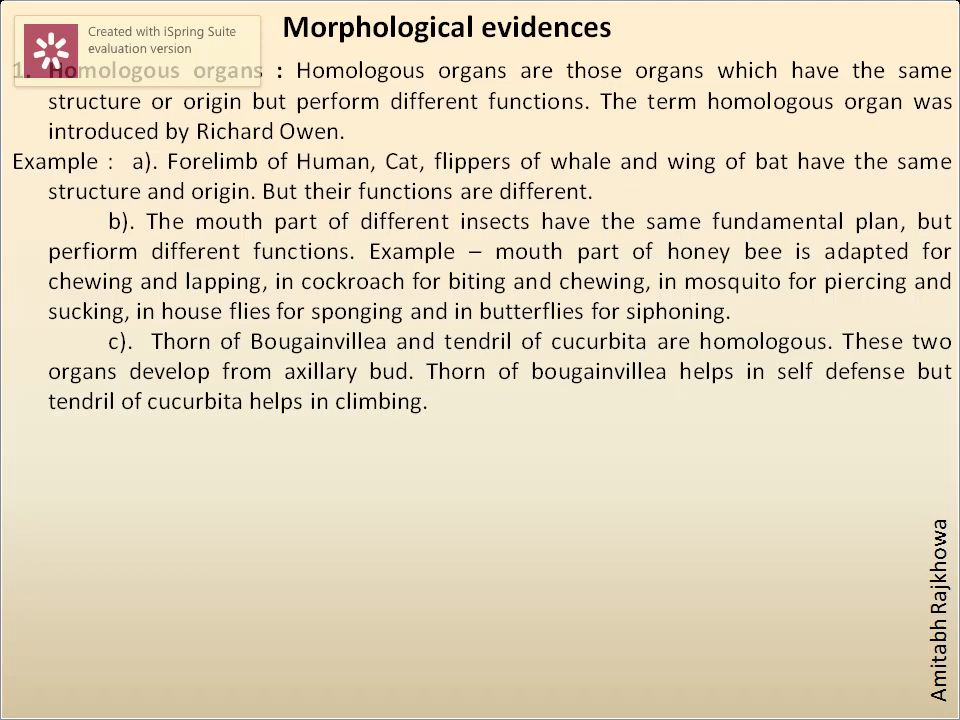 Created with iSpring Suite
evaluation version
Morphological evidences
1. Homologous organs : Homologous organs are those organs which have the same
structure or origin but perform different functions. The term homologous organ was
introduced by Richard Owen.
Example : a). Forelimb of Human, Cat, flippers of whale and wing of bat have the same
structure and origin. But their functions are different.
b). The mouth part of different insects have the same fundamental plan, but
perfiorm different functions. Example – mouth part of honey bee is adapted for
chewing and lapping, in cockroach for biting and chewing, in mosquito for piercing and
sucking, in house flies for sponging and in butterflies for siphoning.
c). Thorn of Bougainvillea and tendril of cucurbita are homologous. These two
organs develop from axillary bud. Thorn of bougainvillea helps in self defense but
tendril of cucurbita helps in climbing.
Amitabh Rajkhowa